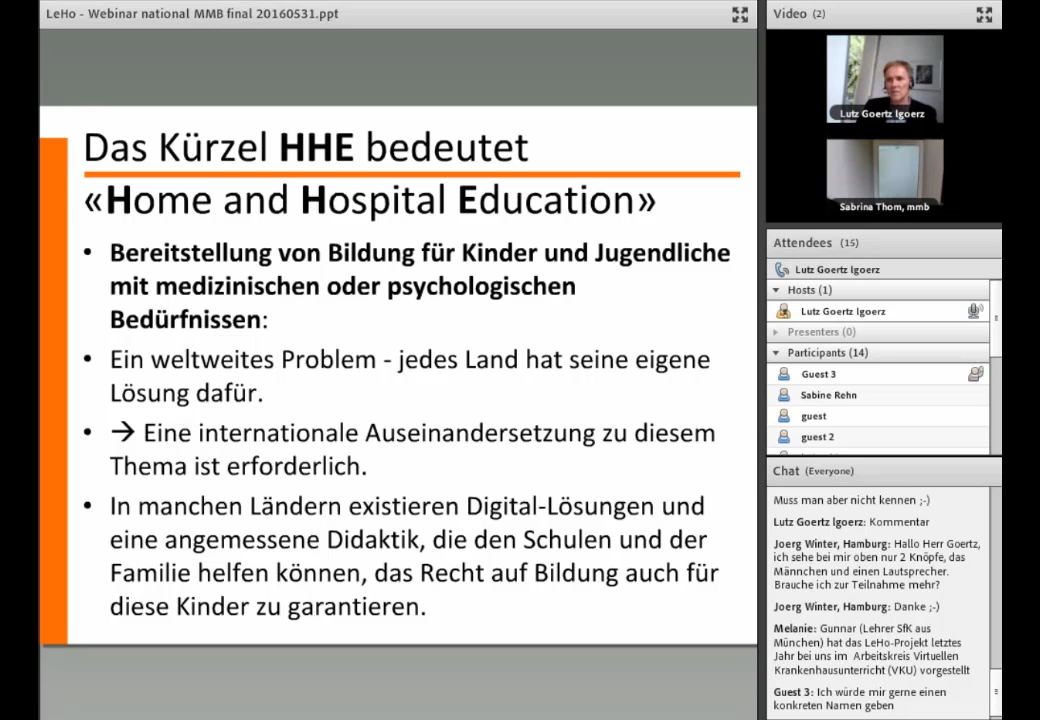 LeHo - Webinar national MMB final 20160531.ppt
Das Kürzel HHE bedeutet
«Home and Hospital Education»
• Bereitstellung von Bildung für Kinder und Jugendliche
mit medizinischen oder psychologischen
Bedürfnissen:
• Ein weltweites Problem - jedes Land hat seine eigene
Lösung dafür.
• → Eine internationale Auseinandersetzung zu diesem
Thema ist erforderlich.
• In manchen Ländern existieren Digital-Lösungen und
eine angemessene Didaktik, die den Schulen und der
Familie helfen können, das Recht auf Bildung auch für
diese Kinder zu garantieren.
Video (2)
Lutz Goertz lgoerz
Sabrina Thom, mmb
Attendees (15)
Lutz Goertz lgoerz
Hosts (1)
Lutz Goertz lgoerz
Presenters (0)
Participants (14)
Guest 3
Sabine Rehn
guest
guest 2
Chat (Everyone)
Muss man aber nicht kennen ;-)
Lutz Goertz lgoerz: Kommentar
Joerg Winter, Hamburg: Hallo Herr Goertz,
ich sehe bei mir oben nur 2 Knöpfe, das
Männchen und einen Lautsprecher.
Brauche ich zur Teilnahme mehr?
Joerg Winter, Hamburg: Danke ;-)
Melanie: Gunnar (Lehrer SfK aus
München) hat das LeHo-Projekt letztes
Jahr bei uns im Arbeitskreis Virtuellen
Krankenhausunterricht (VKU) vorgestellt
Guest 3: Ich würde mir gerne einen
konkreten Namen geben